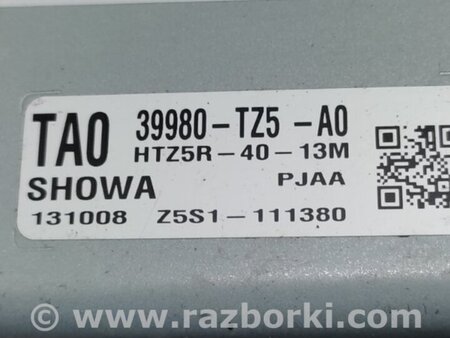 TA0 39980-TZ5-A0
HTZ5R-40-13M
SHOWA PJAA
131008 Z5S1-111380
© www.razborki.com